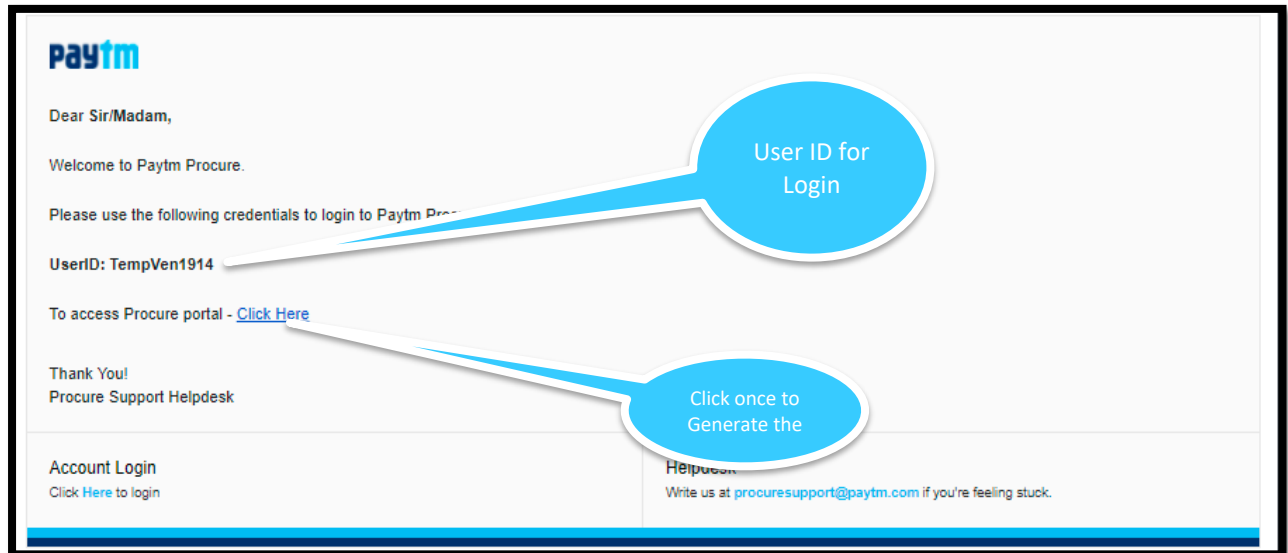 paytm
Dear Sir/Madam,
User ID for
Login
Welcome to Paytm Procure.
Please use the following credentials to login to Paytm
UserID: TempVen1914
To access Procure portal - Click Here
Thank You!
Procure Support Helpdesk
Click once to
Generate the
Account Login
Click Here to login
Helpdesk
Write us at procuresupport@paytm.com if you're feeling stuck.